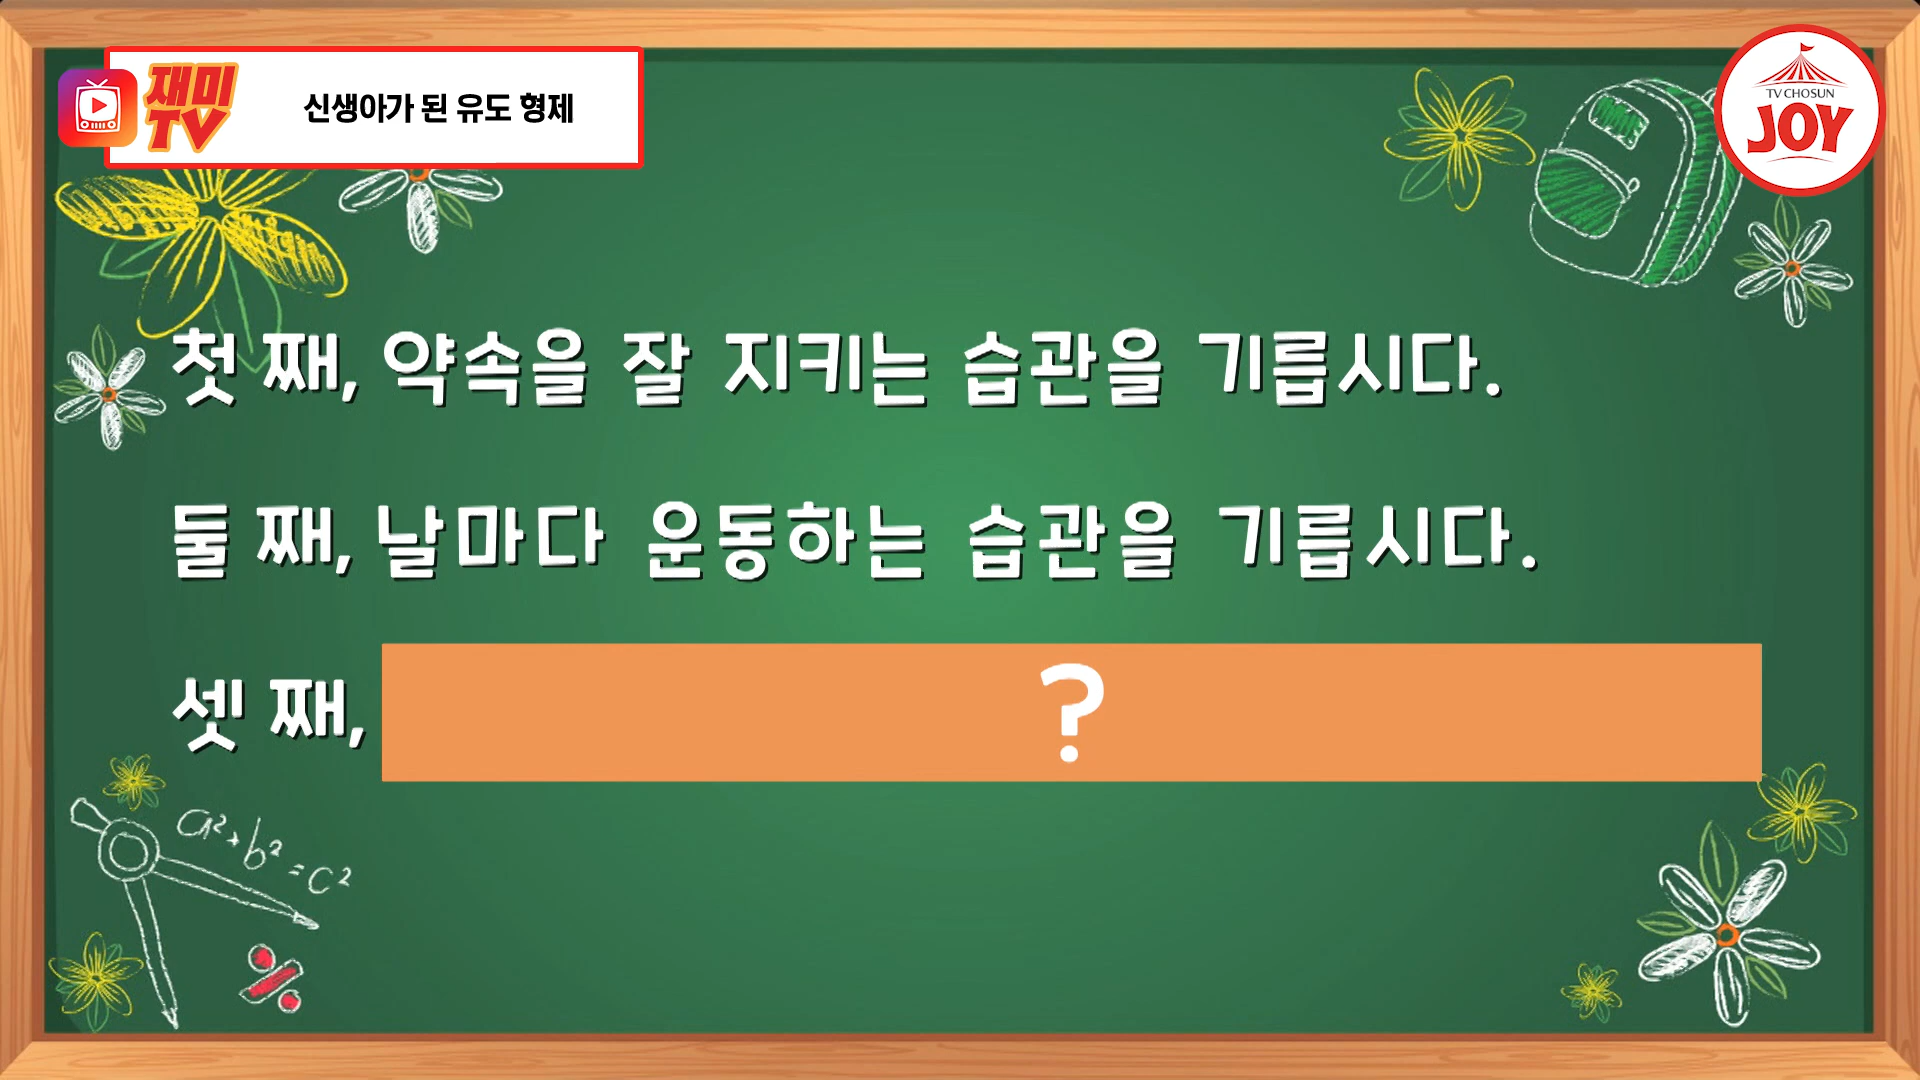 재미
TV
신생아가 된 유도 형제
TV CHOSUN
JOY
첫 째, 약속을 잘 지키는 습관을 기릅시다.
둘 째, 날마다 운동하는 습관을 기릅시다.
셋 째, ?
a²+b²=c²
%